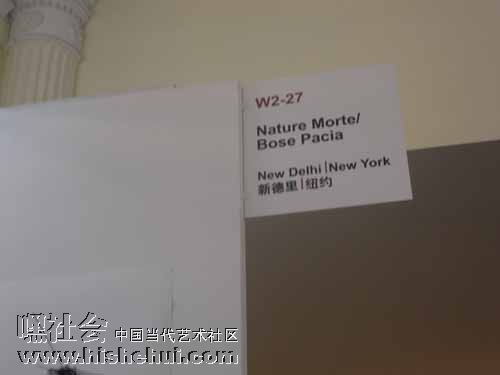 W2-27
Nature Morte/
Bose Pacia
New Delhi|New York
新德里|纽约
嘿社会 中国当代艺术社区
www.hishehui.com